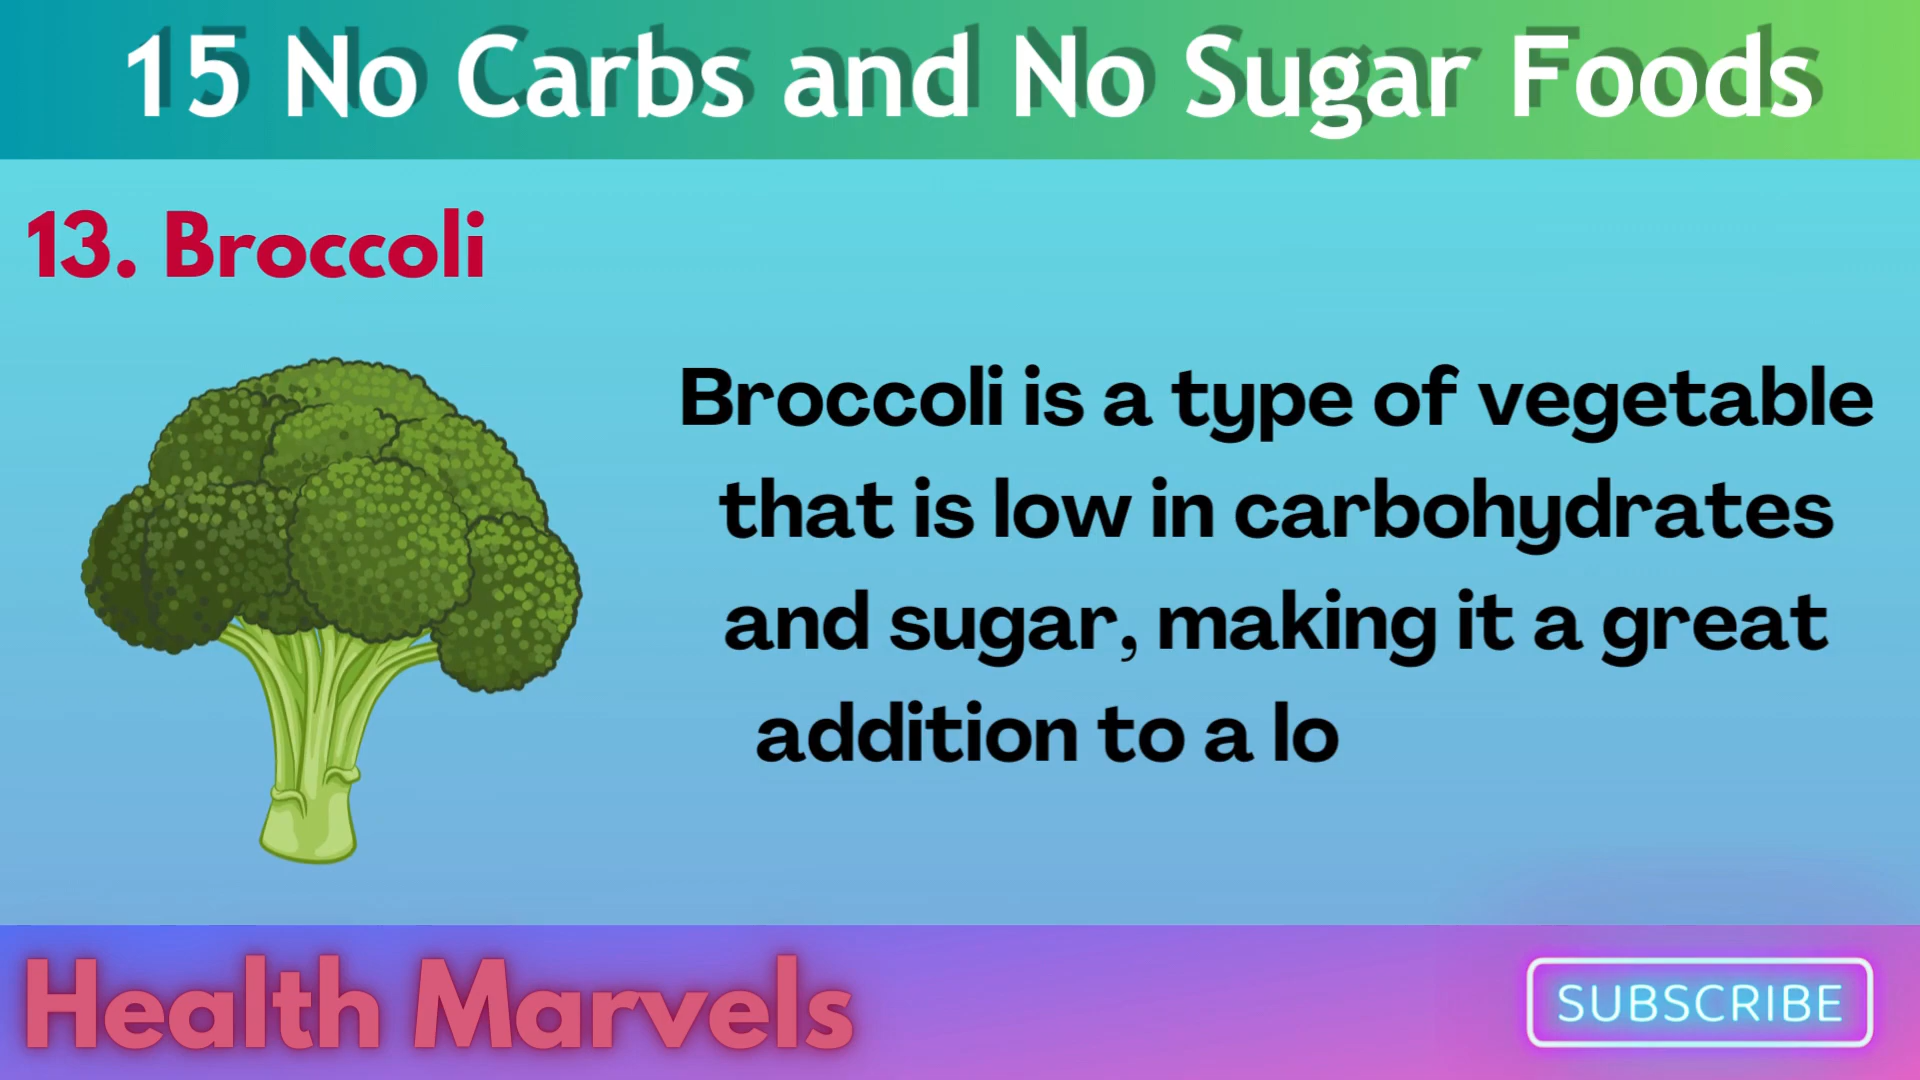 15 No Carbs and No Sugar Foods
13. Broccoli
Broccoli is a type of vegetable
that is low in carbohydrates
and sugar, making it a great
addition to a lo
Health Marvels
SUBSCRIBE